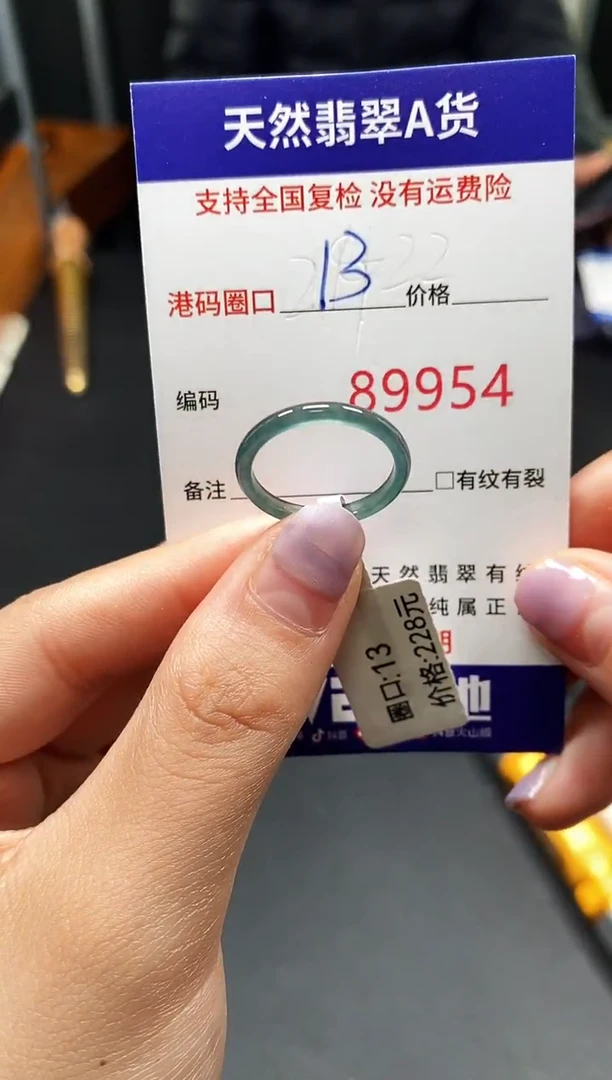 天然翡翠A货
支持全国复检 没有运费险
港码圈口 13 价格
编码 89954
备注 □有纹有裂
天然翡翠有
纯属正
圈口:13
价格:228元